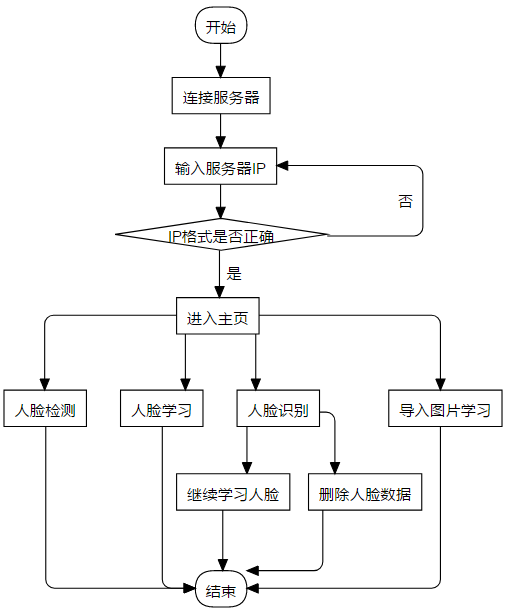 开始
连接服务器
输入服务器IP
否
IP格式是否正确
是
进入主页
人脸检测
人脸学习
人脸识别
导入图片学习
继续学习人脸
删除人脸数据
结束